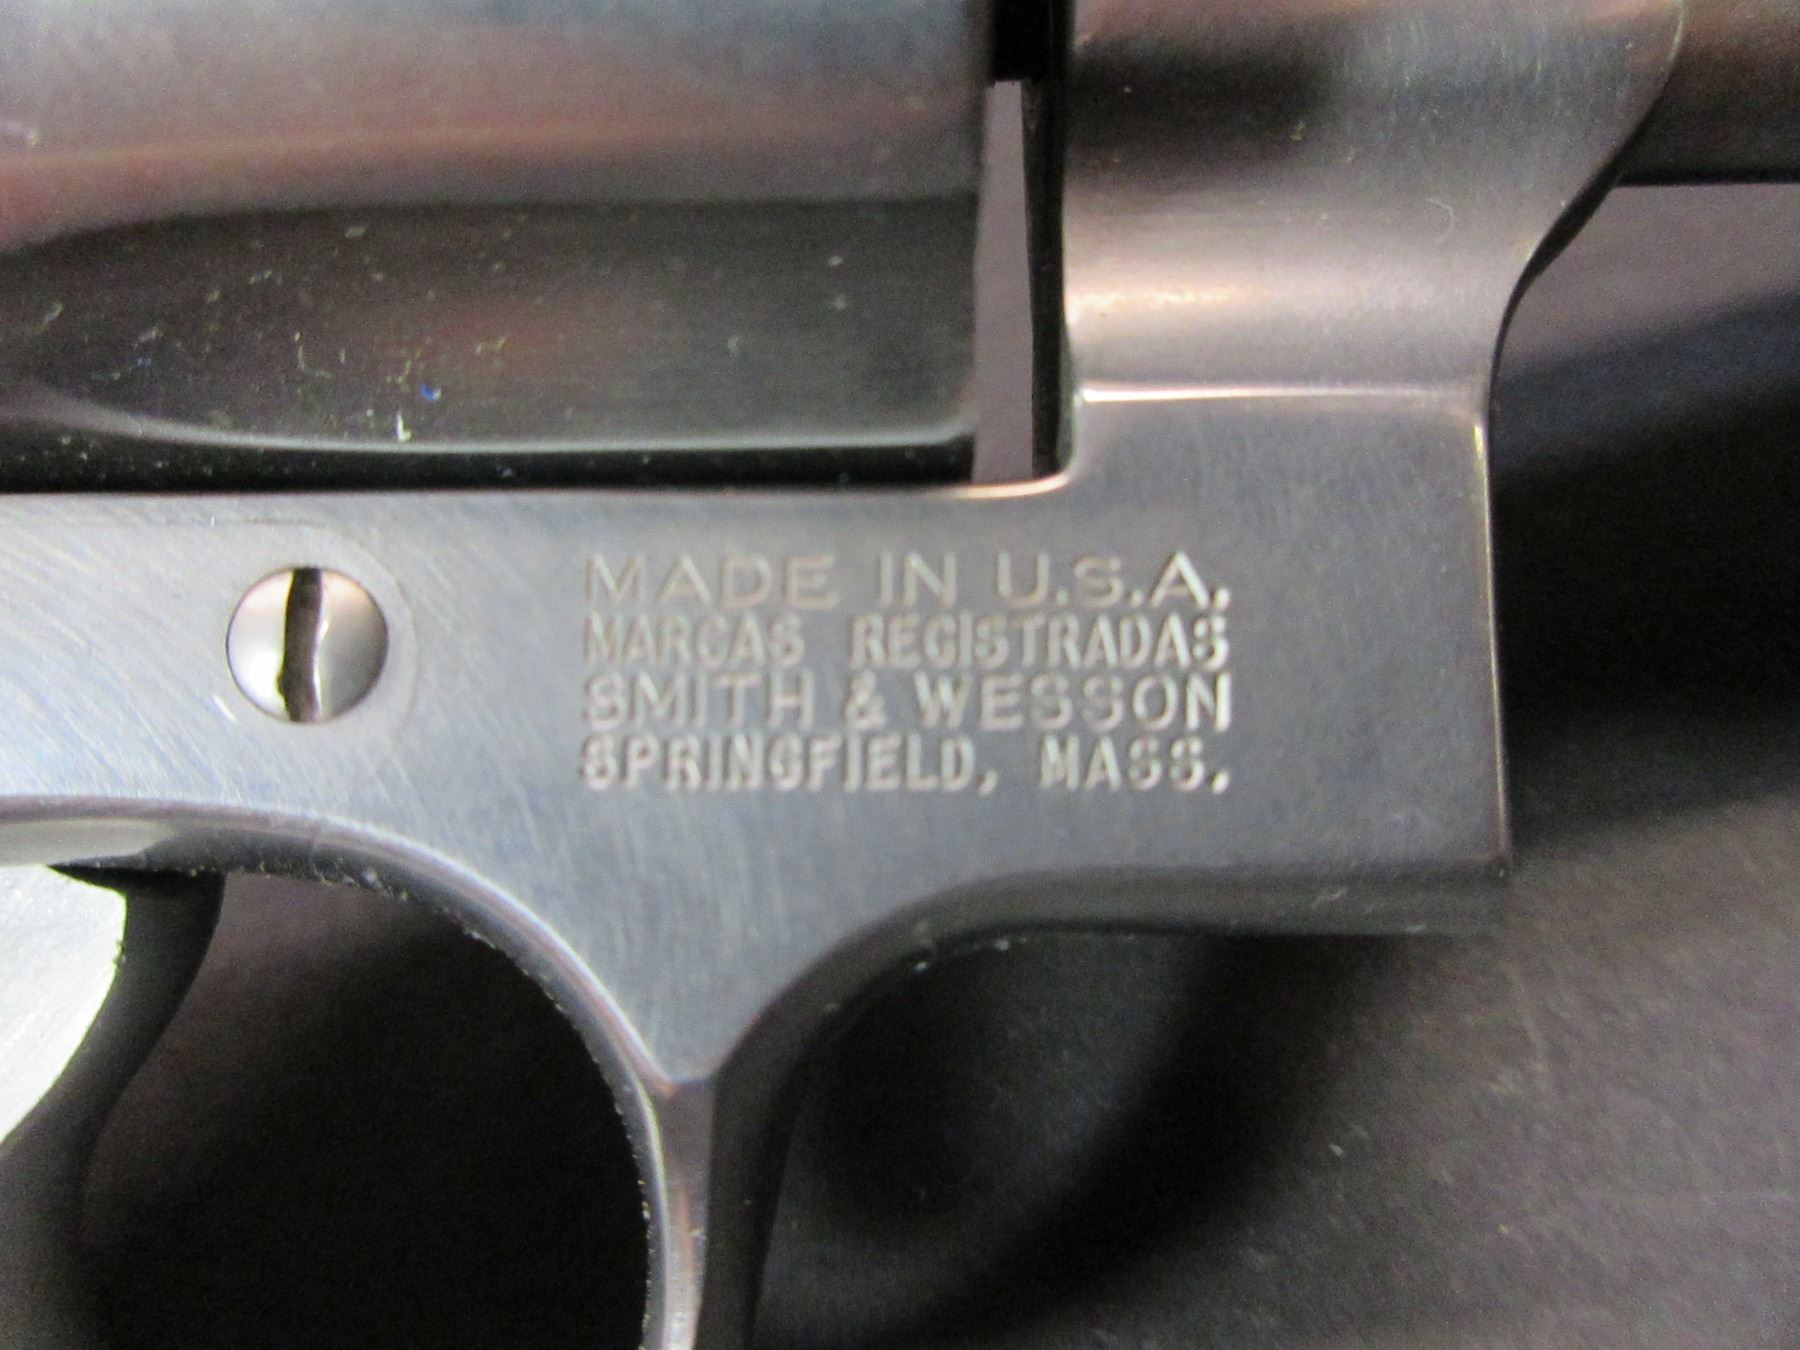 MADE IN U.S.A.
MARCAS REGISTRADAS
SMITH & WESSON
SPRINGFIELD, MASS.